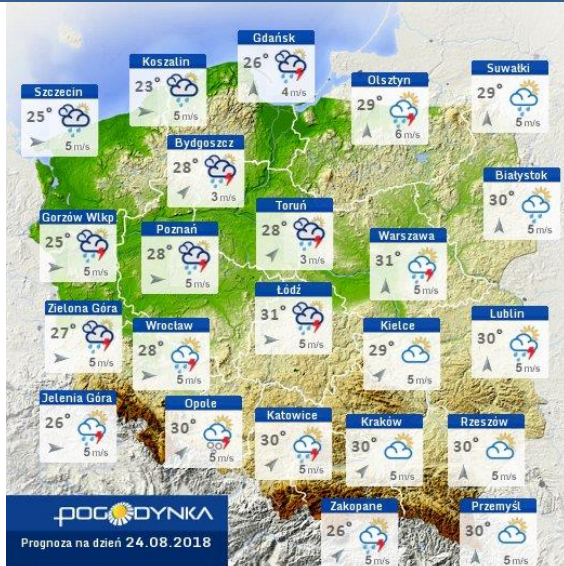 Gdańsk
26°
4 m/s
Koszalin
23°
5 m/s
Suwałki
29°
5 m/s
Olsztyn
29°
6 m/s
Szczecin
25°
5 m/s
Bydgoszcz
28°
3 m/s
Białystok
30°
5 m/s
Toruń
28°
3 m/s
Gorzów Wlkp
25°
5 m/s
Poznań
28°
5 m/s
Warszawa
31°
5 m/s
Łódź
31°
5 m/s
Zielona Góra
27°
5 m/s
Wrocław
28°
5 m/s
Kielce
29°
5 m/s
Lublin
30°
5 m/s
Jelenia Góra
26°
5 m/s
Opole
30°
5 m/s
Katowice
30°
5 m/s
Kraków
30°
5 m/s
Rzeszów
30°
5 m/s
Zakopane
26°
5 m/s
Przemyśl
30°
5 m/s
POGODYNKA
Prognoza na dzień 24.08.2018